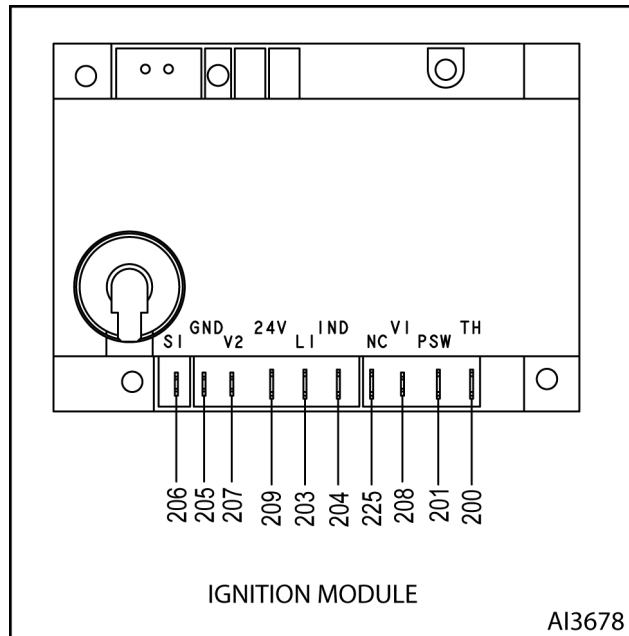 GND 24V IND VI TH
SI V2 LI NC PSW
206 205 207 209 203 204 225 208 201 200
IGNITION MODULE
AI3678